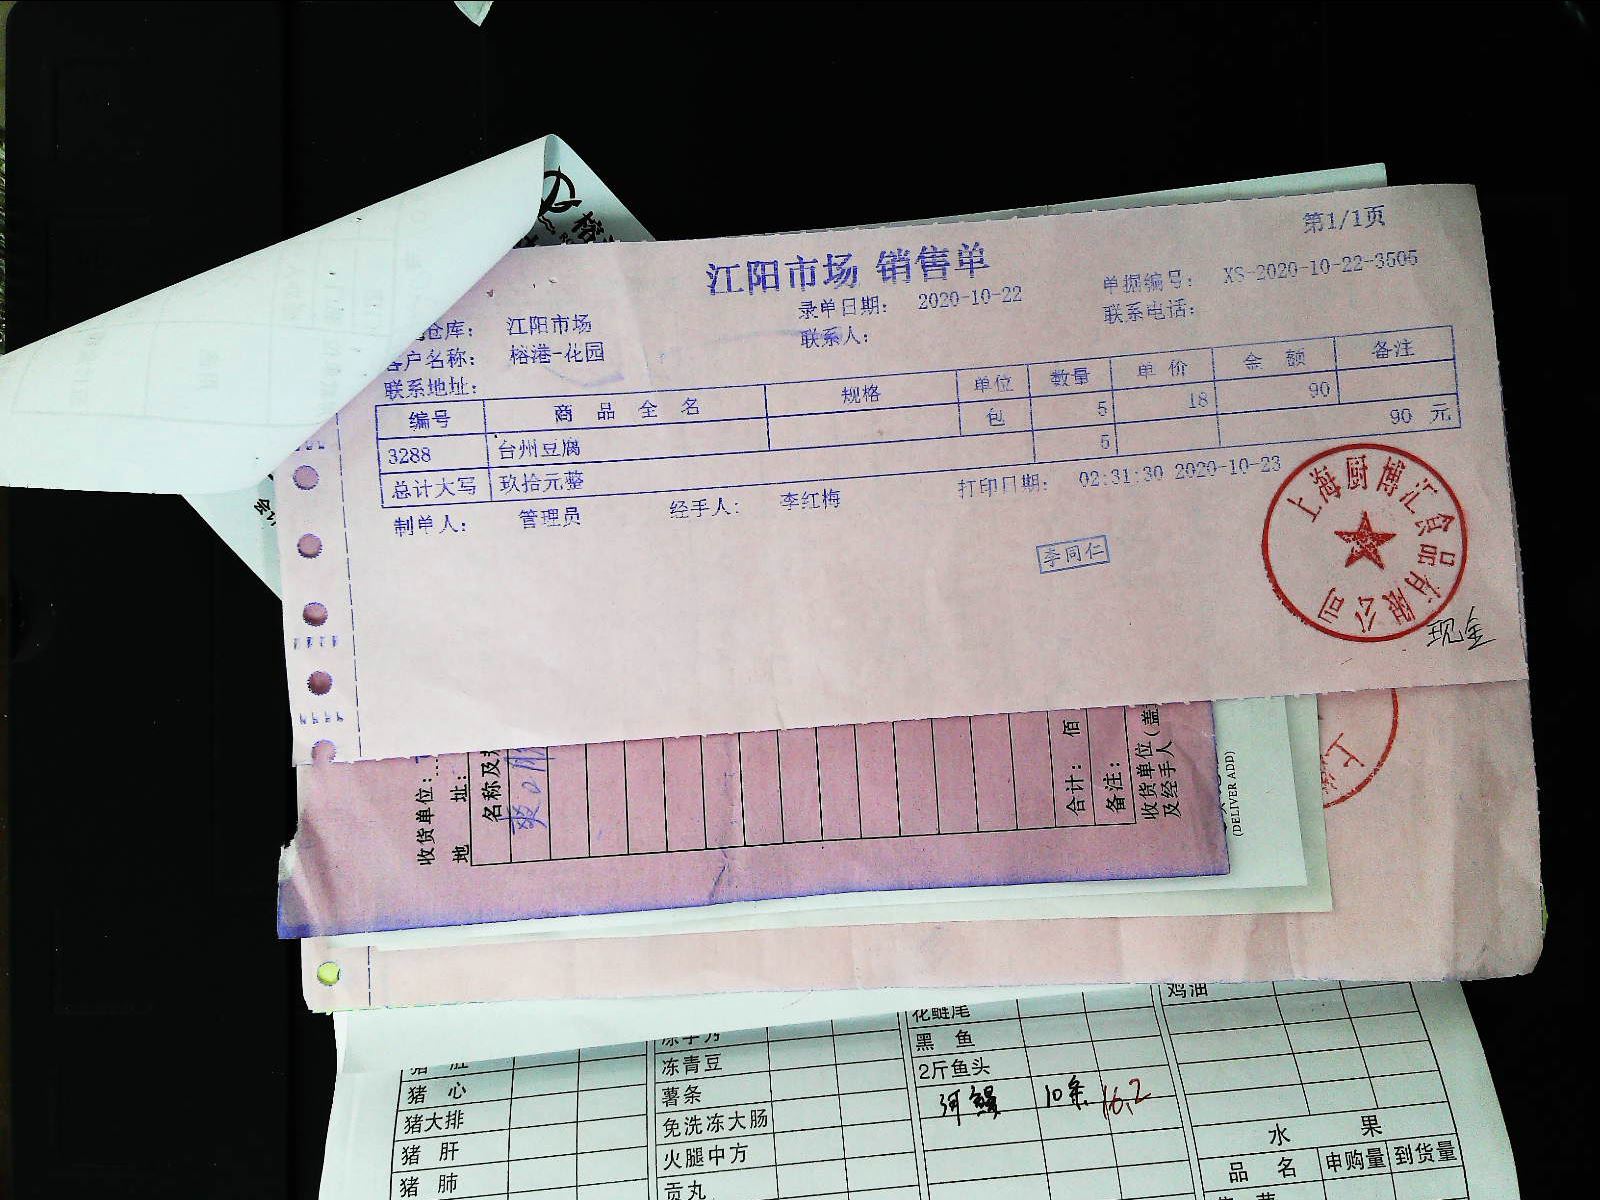 第1/1页
江阳市场 销售单
录单日期： 2020-10-22
单据编号： XS-2020-10-22-3505
仓库： 江阳市场
联系人：
联系电话：
客户名称： 榕港-花园
联系地址：
编号 商品全名 规格 单位 数量 单价 金额 备注
3288 台州豆腐 包 5 18 90
总计大写 玖拾元整 5 90 元
制单人： 管理员 经手人： 李红梅 打印日期： 02:31:30 2020-10-23
李同仁
上海厨博汇食品有限公司
现金
收货单位：
地址：
名称及
合计： 佰
备注：
收货单位（盖
及经手人
(DELIVER ADD)
上
猪心
猪大排
猪肝
猪肺
冻青豆
薯条
免洗冻大肠
火腿中方
贡丸
花鲢尾
黑鱼
2斤鱼头
河鳗 10条 16.2
鸡油
水果
品名 申购量 到货量